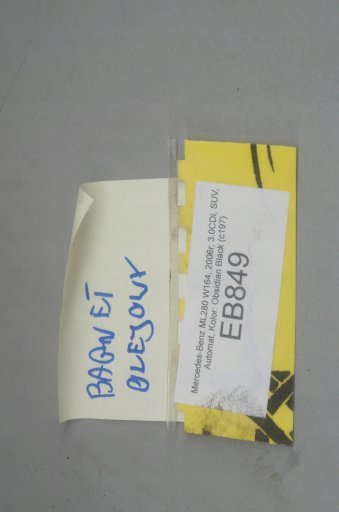 BAGNET
OLEJOWY
Mercedes-Benz ML280 W164, 2006r, 3.0CDi, SUV,
Automat, Kolor: Obsidian Black (c197)
EB849